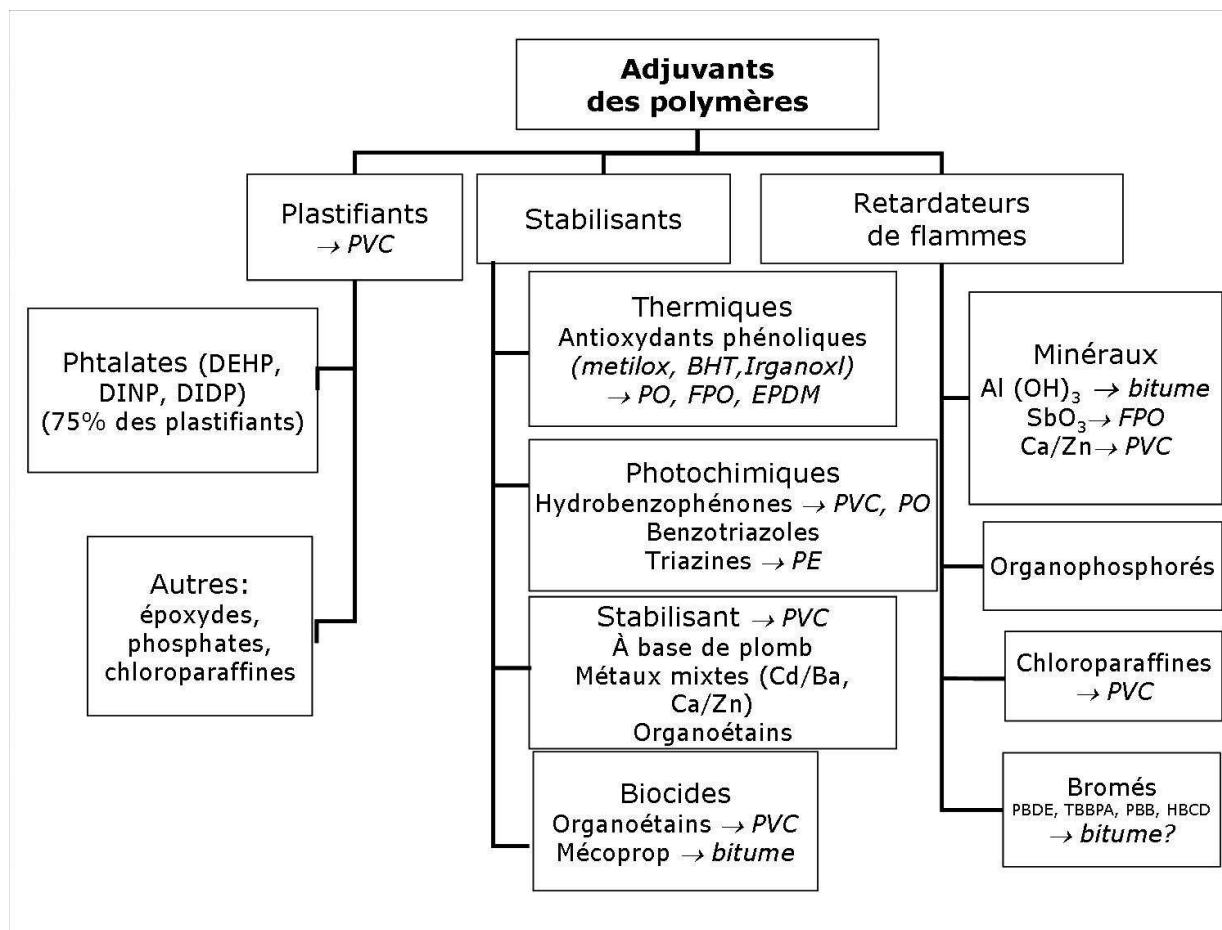 Adjuvants
des polymères
Plastifiants
→ PVC
Phtalates (DEHP,
DINP, DIDP)
(75% des plastifiants)
Autres:
époxydes,
phosphates,
chloroparaffines
Stabilisants
Thermiques
Antioxydants phénoliques
(metilox, BHT,Irganoxl)
→ PO, FPO, EPDM
Photochimiques
Hydrobenzophénones → PVC, PO
Benzotriazoles
Triazines → PE
Stabilisant → PVC
À base de plomb
Métaux mixtes (Cd/Ba,
Ca/Zn)
Organoétains
Biocides
Organoétains → PVC
Mécoprop → bitume
Retardateurs
de flammes
Minéraux
Al (OH)₃ → bitume
SbO₃→ FPO
Ca/Zn→ PVC
Organophosphorés
Chloroparaffines
→ PVC
Bromés
PBDE, TBBPA, PBB, HBCD
→ bitume?